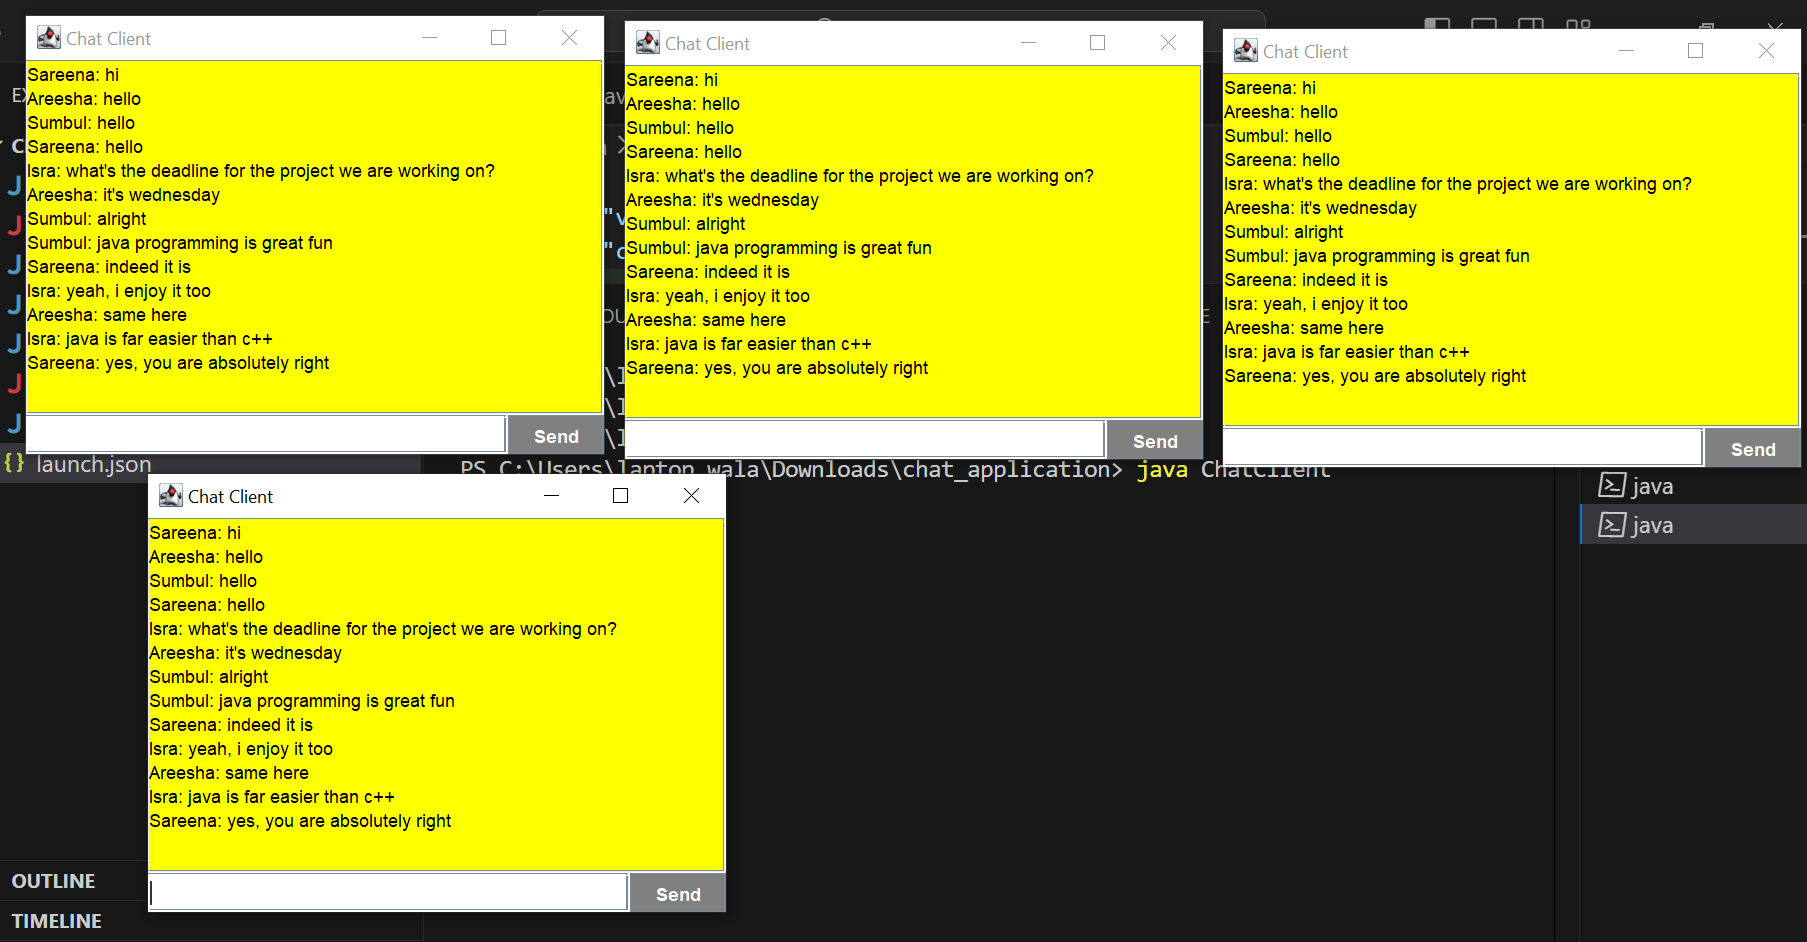 Chat Client
Sareena: hi
Areesha: hello
Sumbul: hello
Sareena: hello
Isra: what's the deadline for the project we are working on?
Areesha: it's wednesday
Sumbul: alright
Sumbul: java programming is great fun
Sareena: indeed it is
Isra: yeah, i enjoy it too
Areesha: same here
Isra: java is far easier than c++
Sareena: yes, you are absolutely right
Send
Chat Client
Sareena: hi
Areesha: hello
Sumbul: hello
Sareena: hello
Isra: what's the deadline for the project we are working on?
Areesha: it's wednesday
Sumbul: alright
Sumbul: java programming is great fun
Sareena: indeed it is
Isra: yeah, i enjoy it too
Areesha: same here
Isra: java is far easier than c++
Sareena: yes, you are absolutely right
Send
Chat Client
Sareena: hi
Areesha: hello
Sumbul: hello
Sareena: hello
Isra: what's the deadline for the project we are working on?
Areesha: it's wednesday
Sumbul: alright
Sumbul: java programming is great fun
Sareena: indeed it is
Isra: yeah, i enjoy it too
Areesha: same here
Isra: java is far easier than c++
Sareena: yes, you are absolutely right
Send
{} launch.json
PS C:\Users\laptop wala\Downloads\chat_application> java ChatClient
java
java
Chat Client
Sareena: hi
Areesha: hello
Sumbul: hello
Sareena: hello
Isra: what's the deadline for the project we are working on?
Areesha: it's wednesday
Sumbul: alright
Sumbul: java programming is great fun
Sareena: indeed it is
Isra: yeah, i enjoy it too
Areesha: same here
Isra: java is far easier than c++
Sareena: yes, you are absolutely right
Send
OUTLINE
TIMELINE